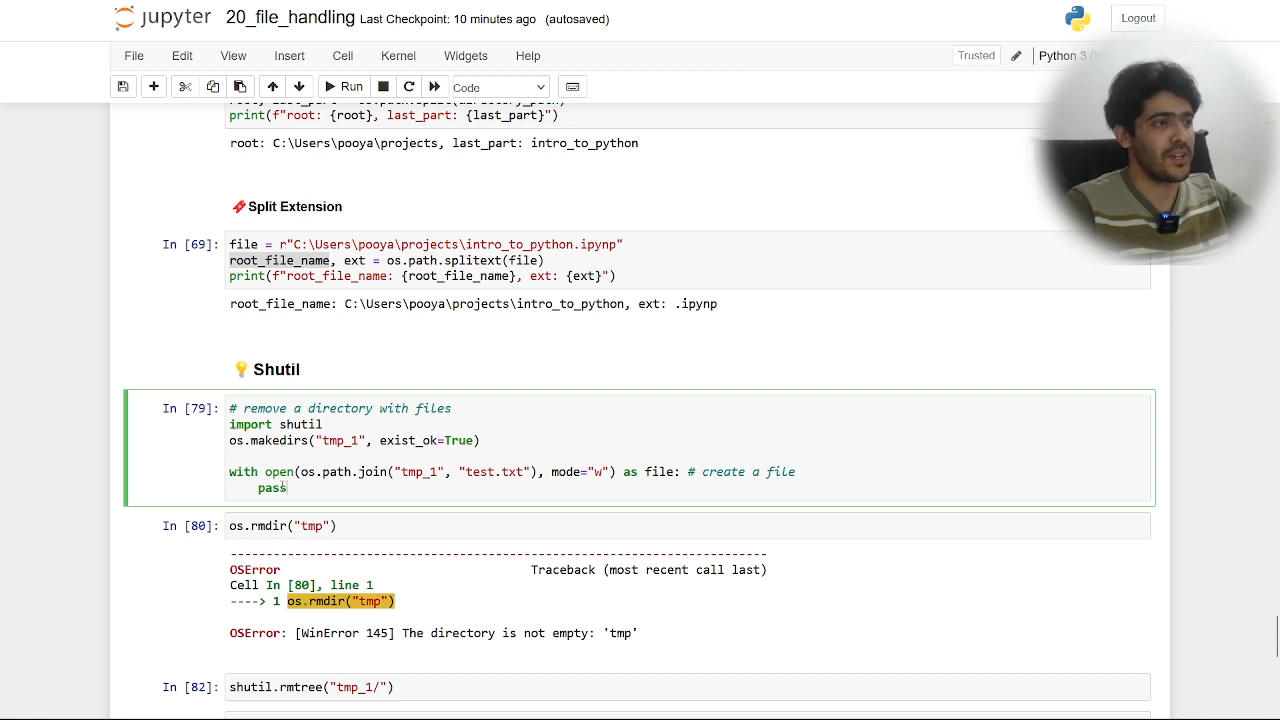 jupyter 20_file_handling Last Checkpoint: 10 minutes ago (autosaved)
Logout
File Edit View Insert Cell Kernel Widgets Help
Trusted Python 3
Run Code
print(f"root: {root}, last_part: {last_part}")
root: C:\Users\pooya\projects, last_part: intro_to_python
Split Extension
In [69]: file = r"C:\Users\pooya\projects\intro_to_python.ipynp"
root_file_name, ext = os.path.splitext(file)
print(f"root_file_name: {root_file_name}, ext: {ext}")
root_file_name: C:\Users\pooya\projects\intro_to_python, ext: .ipynp
Shutil
In [79]: # remove a directory with files
import shutil
os.makedirs("tmp_1", exist_ok=True)
with open(os.path.join("tmp_1", "test.txt"), mode="w") as file: # create a file
pass
In [80]: os.rmdir("tmp")
---------------------------------------------------------------------------
OSError Traceback (most recent call last)
Cell In [80], line 1
----> 1 os.rmdir("tmp")
OSError: [WinError 145] The directory is not empty: 'tmp'
In [82]: shutil.rmtree("tmp_1/")